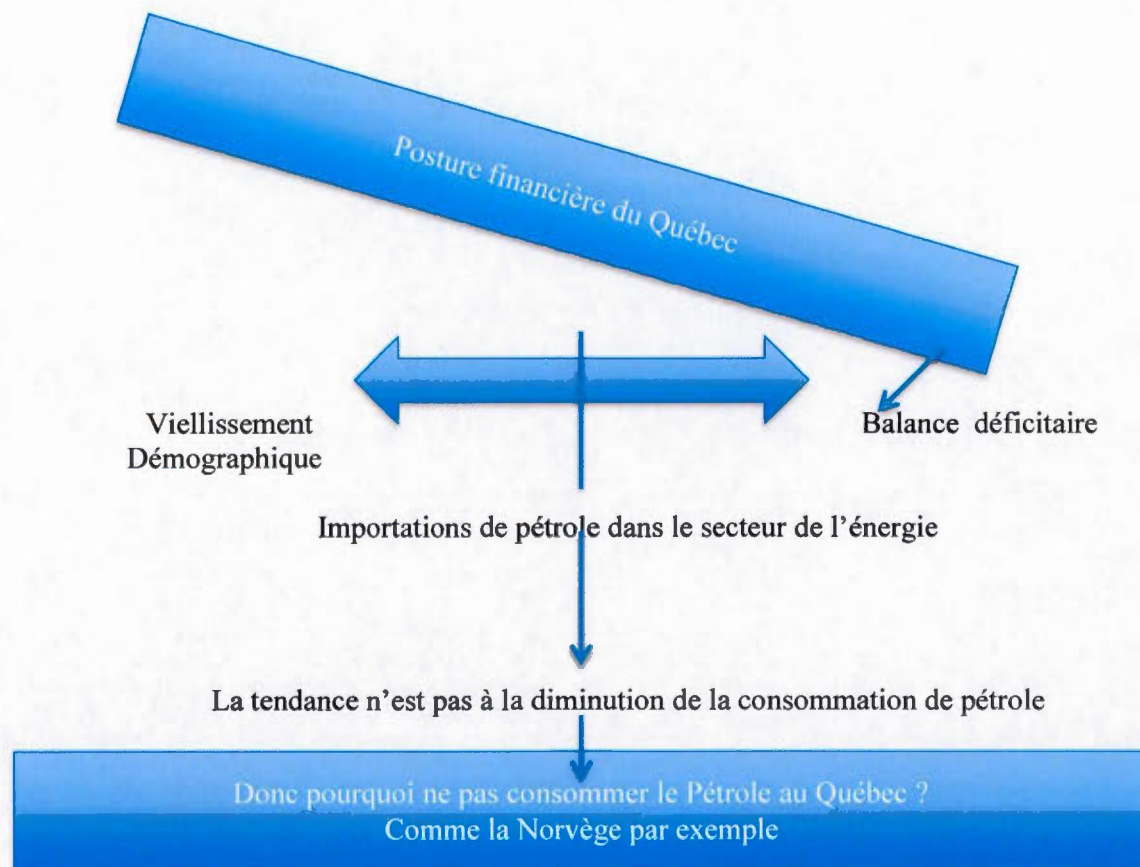 Posture financière du Québec
Viellissement
Démographique
Balance déficitaire
Importations de pétrole dans le secteur de l'énergie
La tendance n'est pas à la diminution de la consommation de pétrole
Donc pourquoi ne pas consommer le Pétrole au Québec ?
Comme la Norvège par exemple